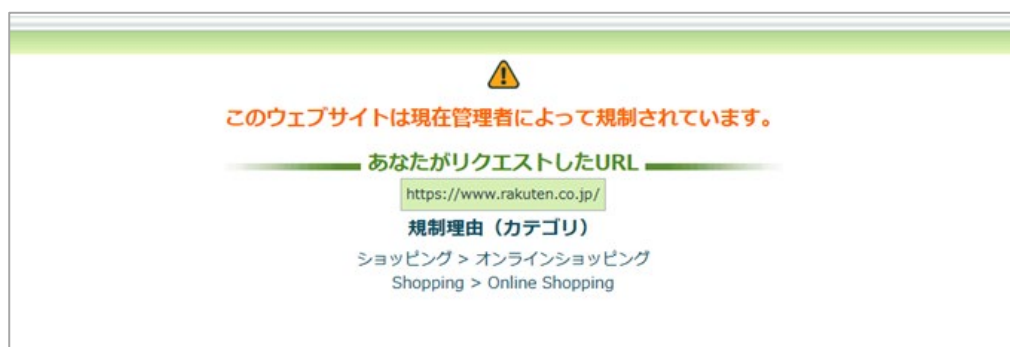 このウェブサイトは現在管理者によって規制されています。
あなたがリクエストしたURL
https://www.rakuten.co.jp/
規制理由（カテゴリ）
ショッピング > オンラインショッピング
Shopping > Online Shopping